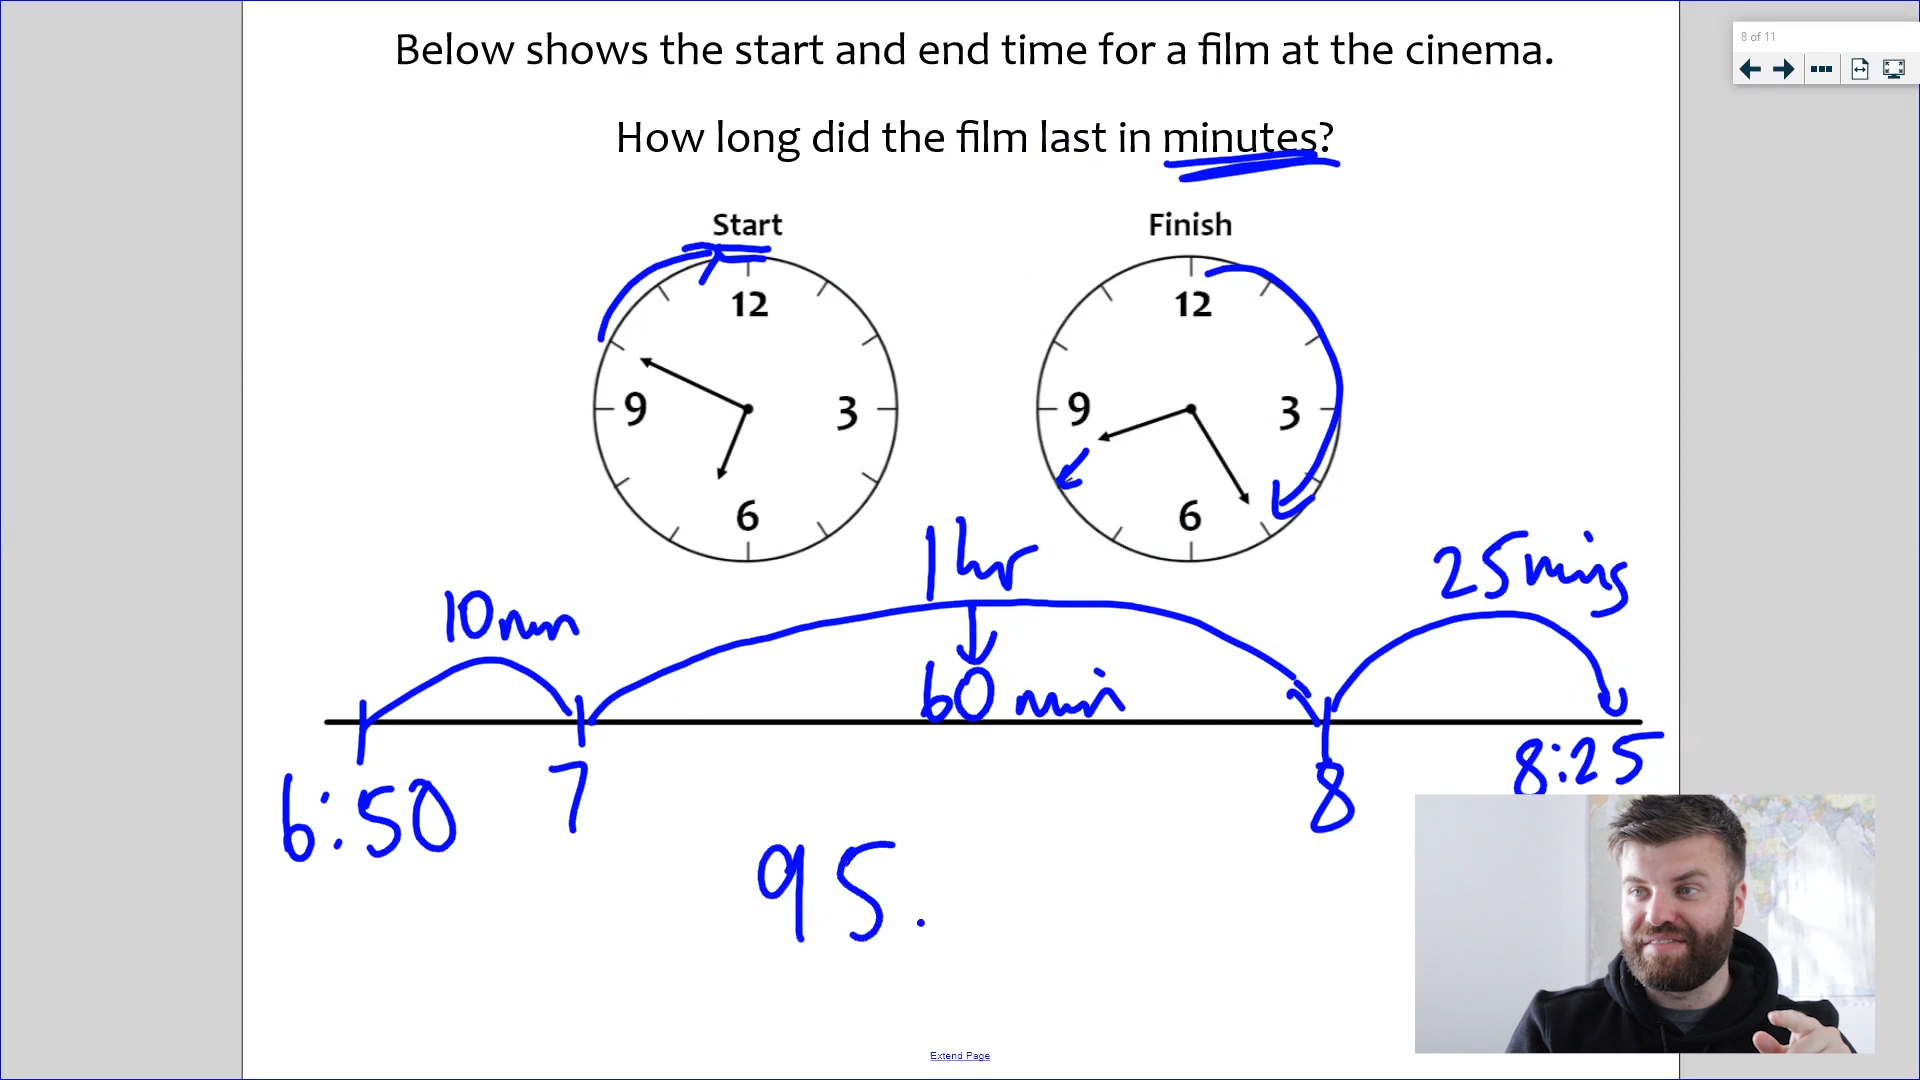 Below shows the start and end time for a film at the cinema.
8 of 11
How long did the film last in minutes?
Start
Finish
12
3
6
9
12
3
6
9
1hr
25mins
10min
60 min
6:50
7
8
8:25
95.
Extend Page